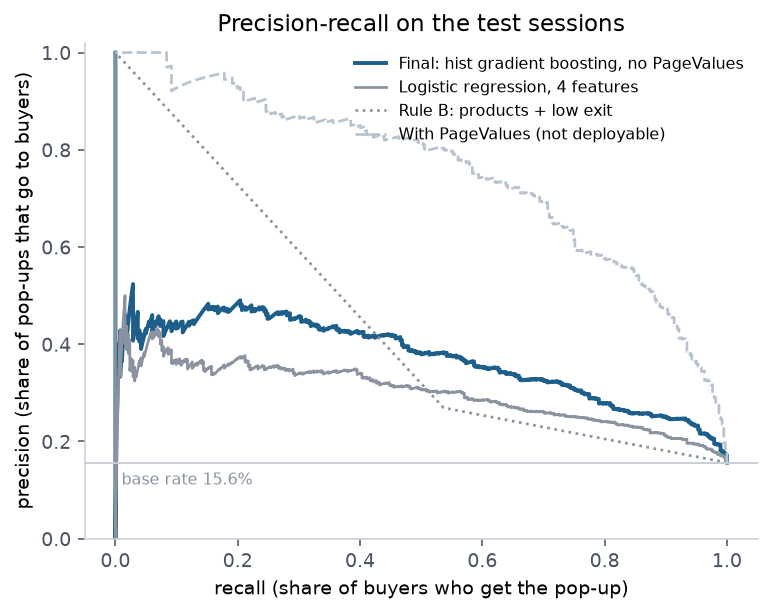 Precision-recall on the test sessions
precision (share of pop-ups that go to buyers)
1.0
0.8
0.6
0.4
0.2
0.0
Final: hist gradient boosting, no PageValues
Logistic regression, 4 features
Rule B: products + low exit
With PageValues (not deployable)
base rate 15.6%
0.0 0.2 0.4 0.6 0.8 1.0
recall (share of buyers who get the pop-up)